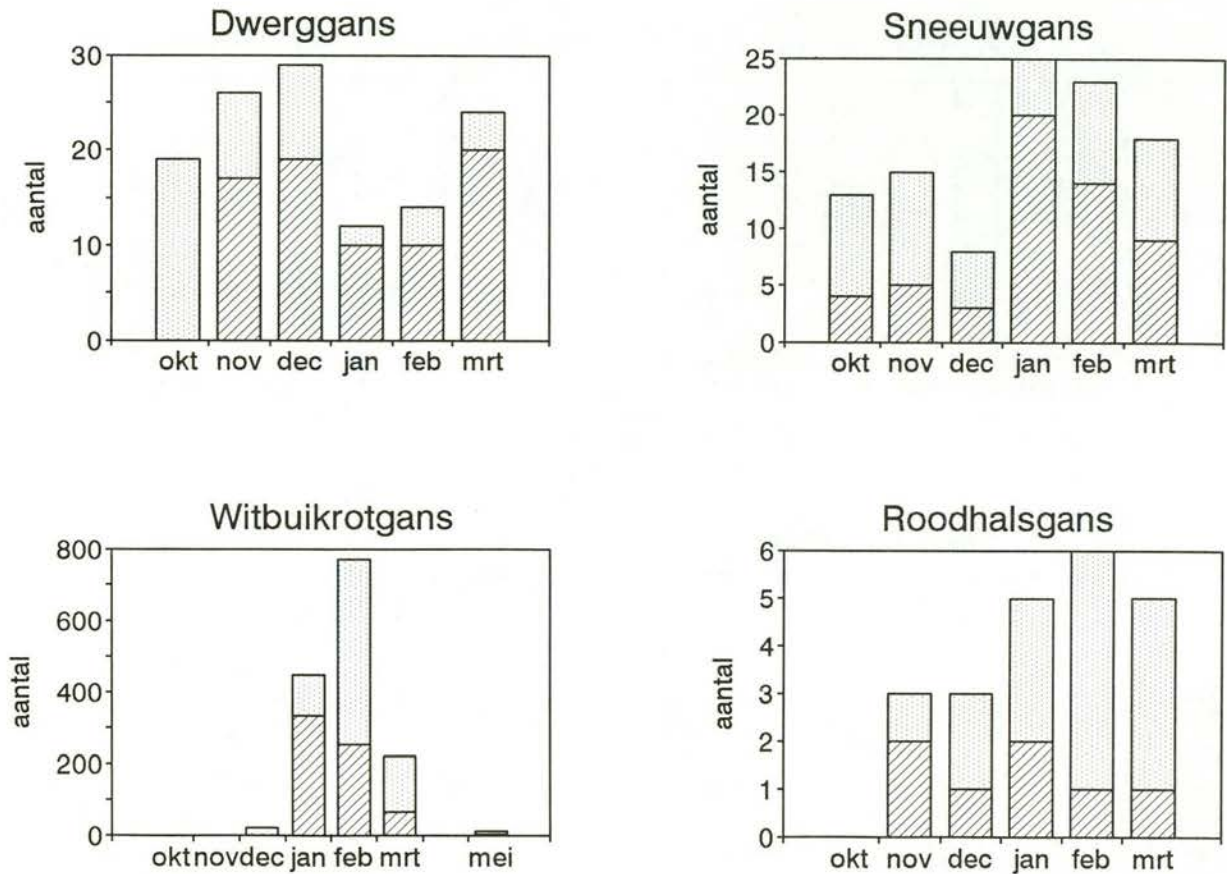 Dwerggans
30
20
10
0
aantal
okt nov dec jan feb mrt
Sneeuwgans
25
20
15
10
5
0
aantal
okt nov dec jan feb mrt
Witbuikrotgans
800
600
400
200
0
aantal
okt nov dec jan feb mrt mei
Roodhalsgans
6
5
4
3
2
1
0
aantal
okt nov dec jan feb mrt